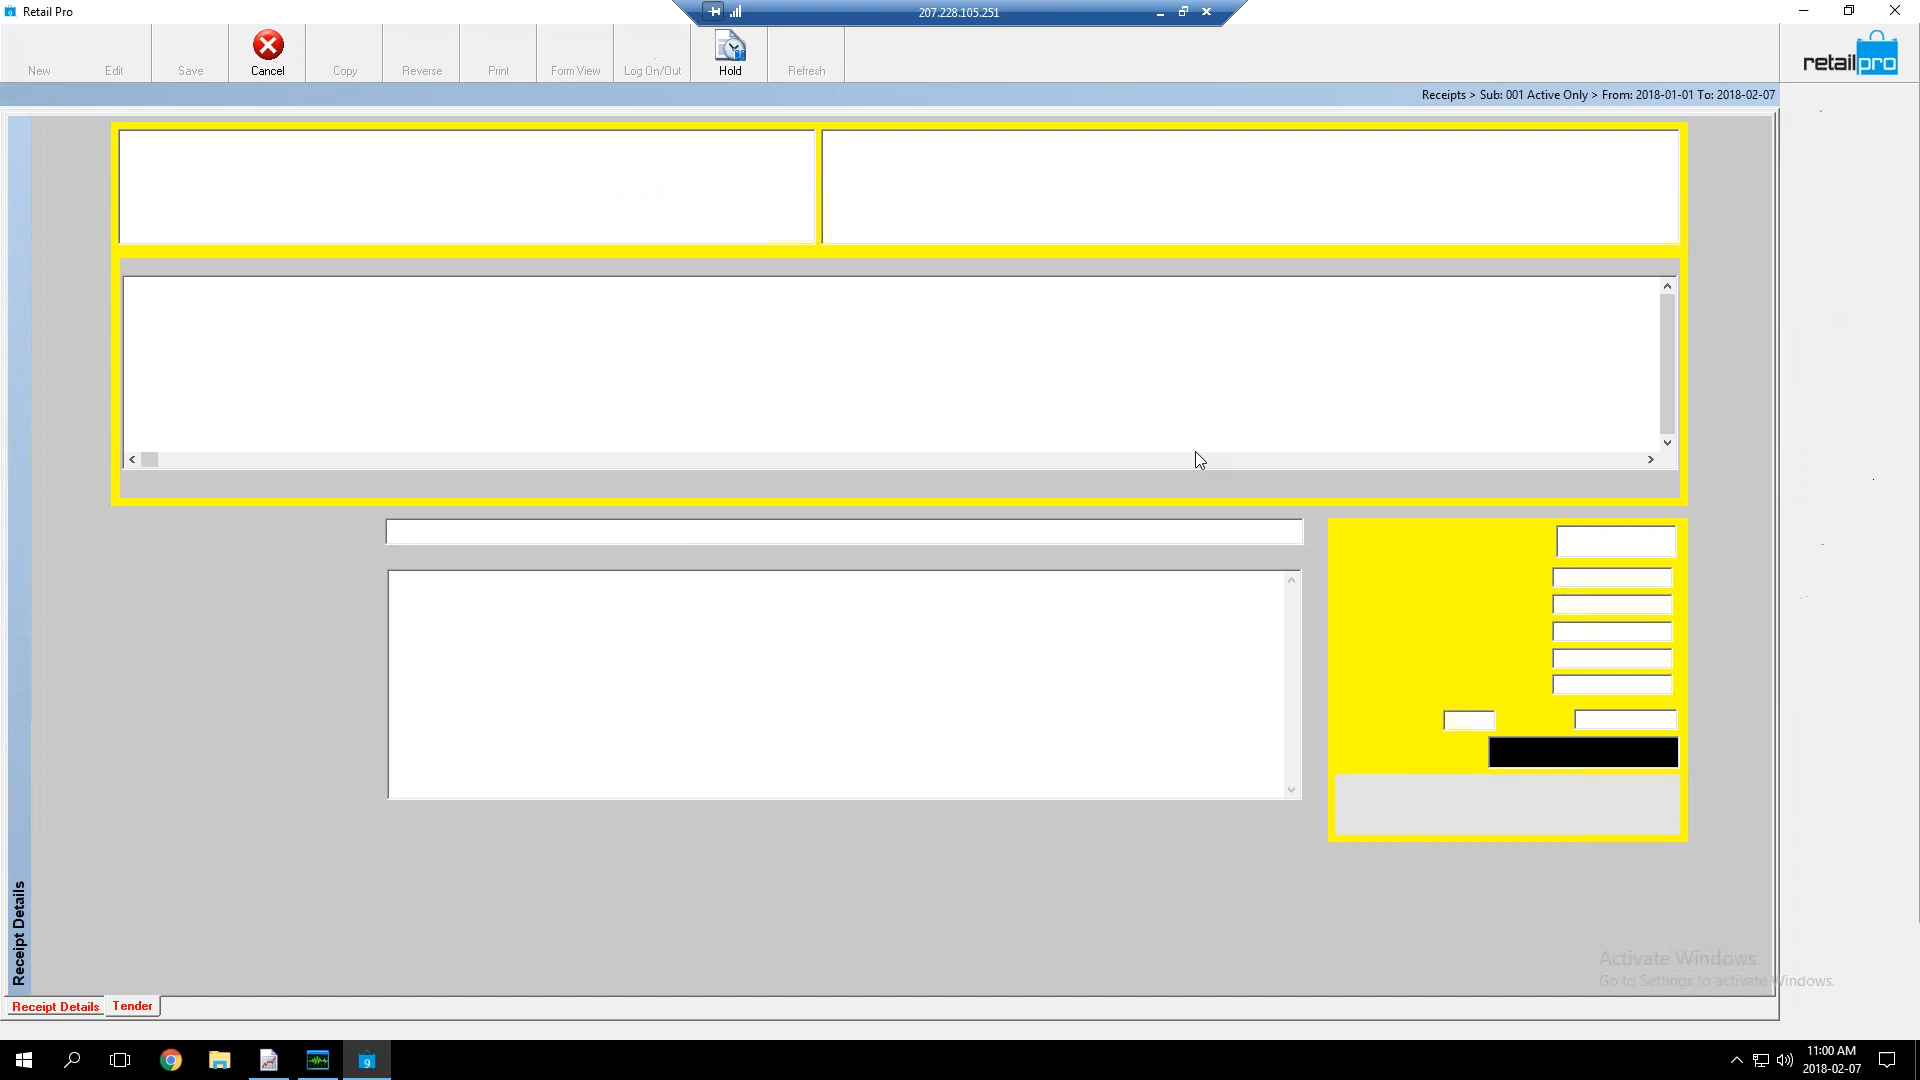 Retail Pro
207.228.105.251
New
Edit
Save
Cancel
Copy
Reverse
Print
Form View
Log On/Out
Hold
Refresh
retailpro
Receipts > Sub: 001 Active Only > From: 2018-01-01 To: 2018-02-07
Receipt Details
Activate Windows
Go to Settings to activate Windows.
Receipt Details
Tender
9
11:00 AM
2018-02-07